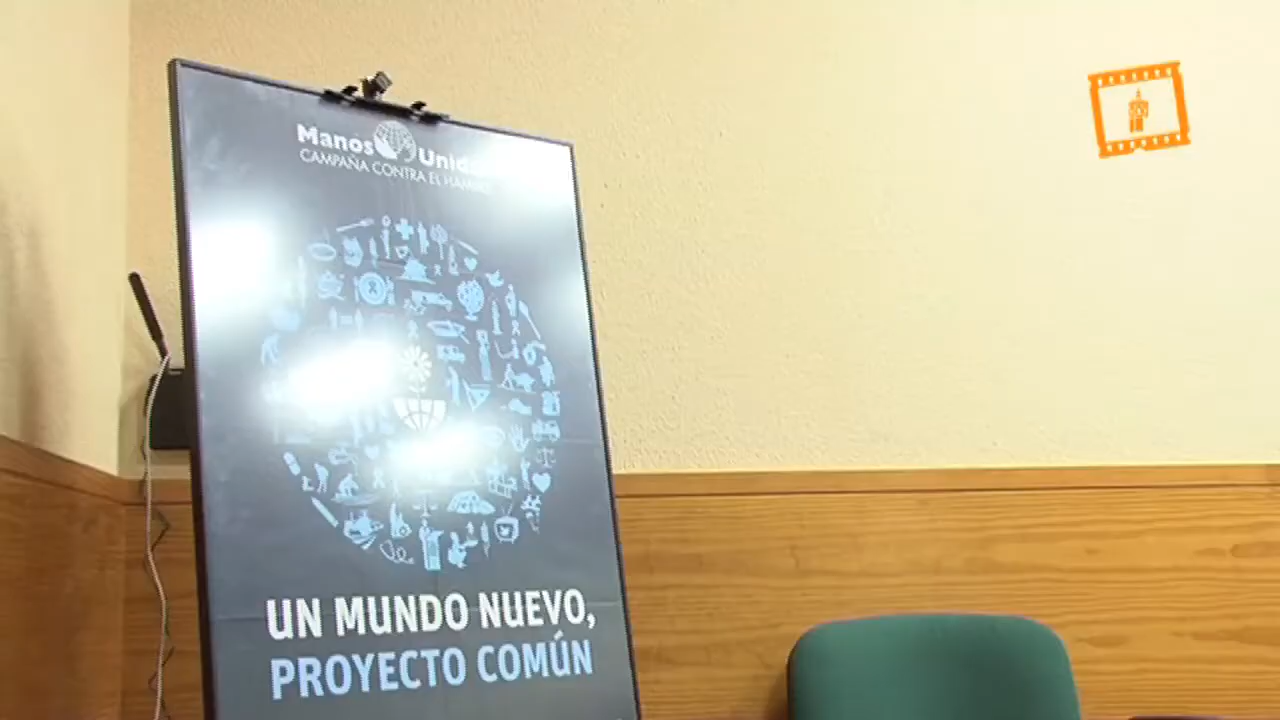 Manos Unidas
CAMPAÑA CONTRA EL HAMBRE
UN MUNDO NUEVO,
PROYECTO COMÚN